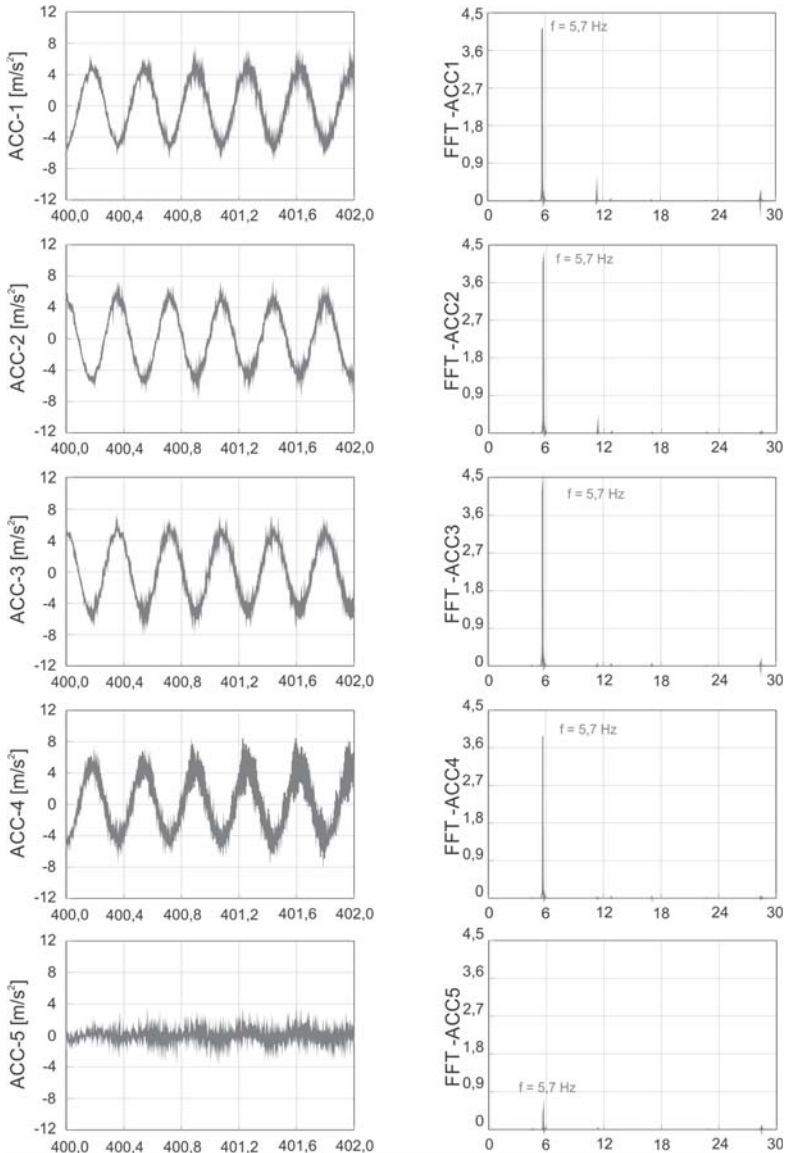 ACC-1 [m/s²]
12
8
4
0
-4
-8
-12
400,0 400,4 400,8 401,2 401,6 402,0
FFT -ACC1
f = 5,7 Hz
4,5
3,6
2,7
1,8
0,9
0
0 6 12 18 24 30
ACC-2 [m/s²]
12
8
4
0
-4
-8
-12
400,0 400,4 400,8 401,2 401,6 402,0
FFT -ACC2
f = 5,7 Hz
4,5
3,6
2,7
1,8
0,9
0
0 6 12 18 24 30
ACC-3 [m/s²]
12
8
4
0
-4
-8
-12
400,0 400,4 400,8 401,2 401,6 402,0
FFT -ACC3
f = 5,7 Hz
4,5
3,6
2,7
1,8
0,9
0
0 6 12 18 24 30
ACC-4 [m/s²]
12
8
4
0
-4
-8
-12
400,0 400,4 400,8 401,2 401,6 402,0
FFT -ACC4
f = 5,7 Hz
4,5
3,6
2,7
1,8
0,9
0
0 6 12 18 24 30
ACC-5 [m/s²]
12
8
4
0
-4
-8
-12
400,0 400,4 400,8 401,2 401,6 402,0
FFT -ACC5
f = 5,7 Hz
4,5
3,6
2,7
1,8
0,9
0
0 6 12 18 24 30